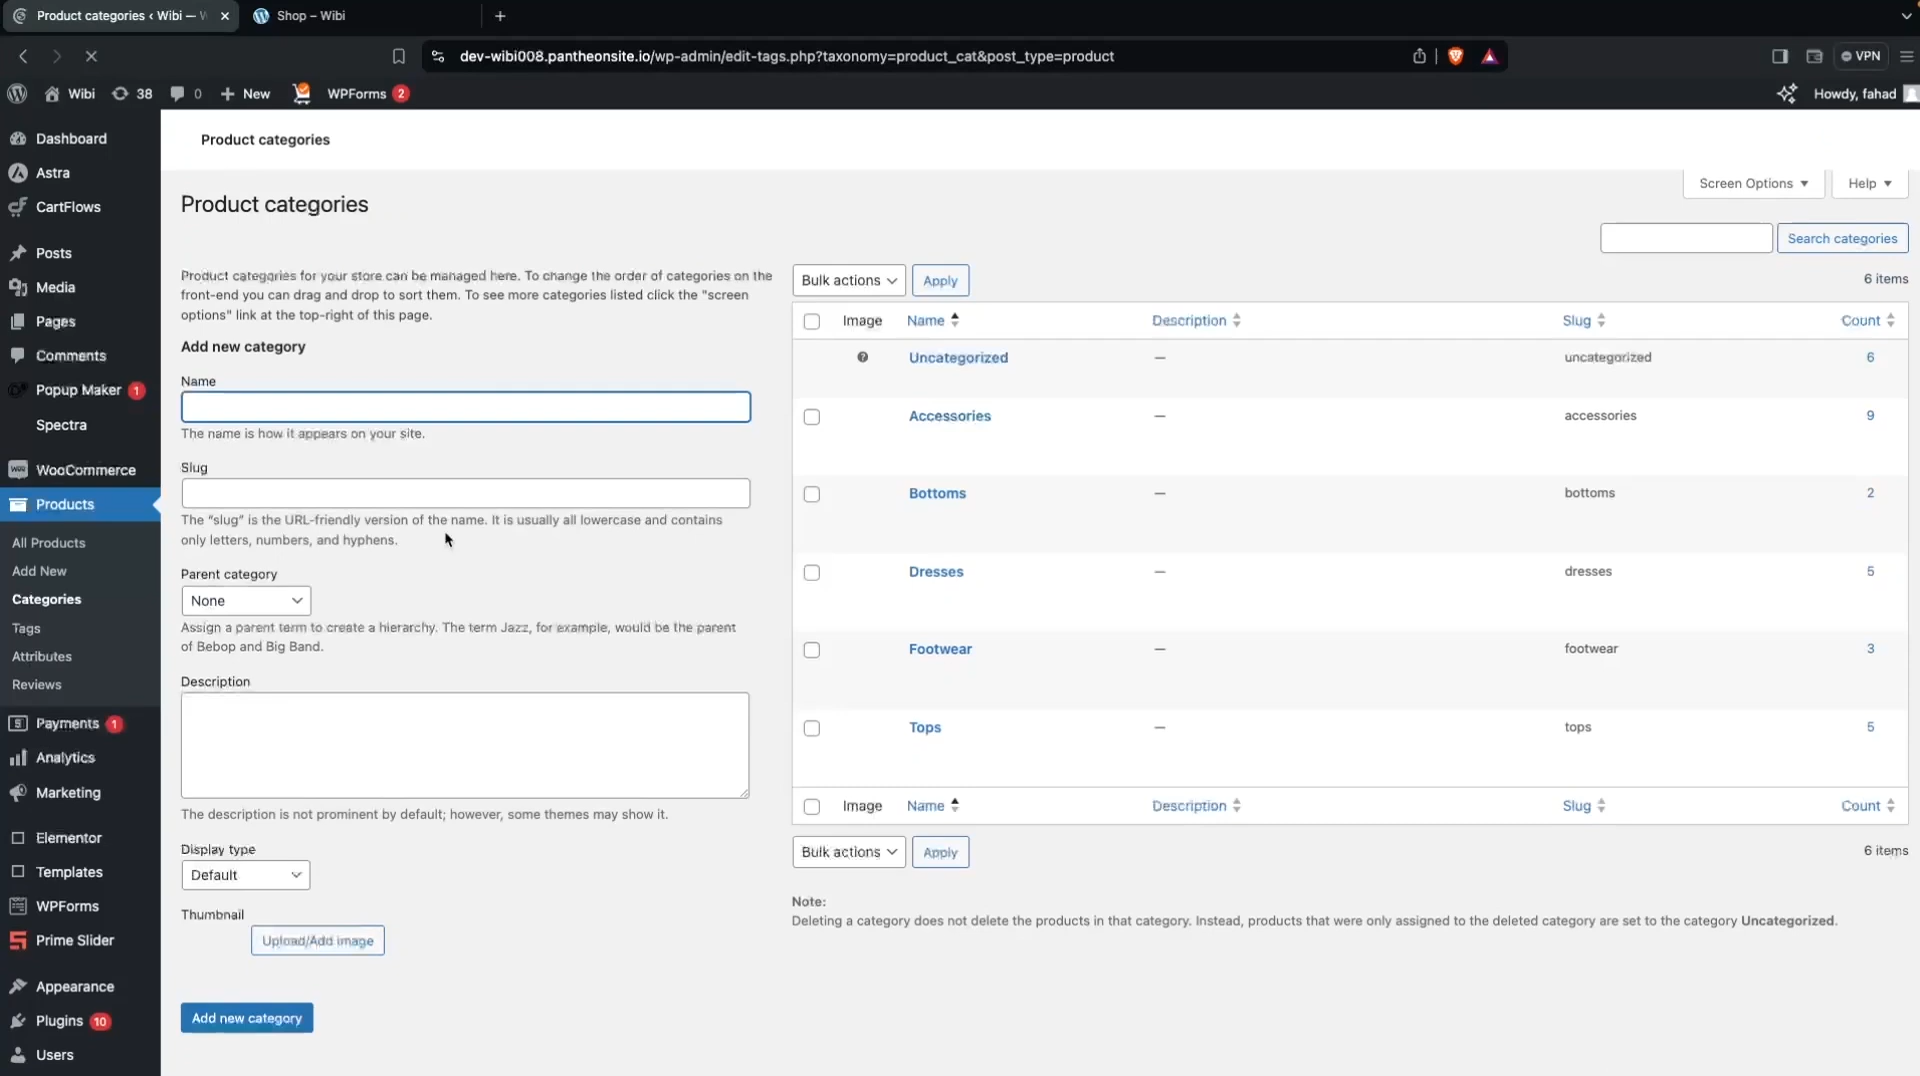 Product categories ‹ Wibi — W
Shop – Wibi
dev-wibi008.pantheonsite.io/wp-admin/edit-tags.php?taxonomy=product_cat&post_type=product
VPN
Wibi
38
0
New
WPForms 2
Howdy, fahad
Dashboard
Astra
CartFlows
Posts
Media
Pages
Comments
Popup Maker 1
Spectra
WooCommerce
Products
All Products
Add New
Categories
Tags
Attributes
Reviews
Payments 1
Analytics
Marketing
Elementor
Templates
WPForms
Prime Slider
Appearance
Plugins 10
Users
Product categories
Screen Options
Help
Product categories
Search categories
Product categories for your store can be managed here. To change the order of categories on the
front-end you can drag and drop to sort them. To see more categories listed click the "screen
options" link at the top-right of this page.
Add new category
Name
The name is how it appears on your site.
Slug
The “slug” is the URL-friendly version of the name. It is usually all lowercase and contains
only letters, numbers, and hyphens.
Parent category
None
Assign a parent term to create a hierarchy. The term Jazz, for example, would be the parent
of Bebop and Big Band.
Description
The description is not prominent by default; however, some themes may show it.
Display type
Default
Thumbnail
Upload/Add image
Add new category
Bulk actions Apply 6 items
Image Name Description Slug Count
Uncategorized — uncategorized 6
Accessories — accessories 9
Bottoms — bottoms 2
Dresses — dresses 5
Footwear — footwear 3
Tops — tops 5
Image Name Description Slug Count
Bulk actions Apply 6 items
Note:
Deleting a category does not delete the products in that category. Instead, products that were only assigned to the deleted category are set to the category Uncategorized.